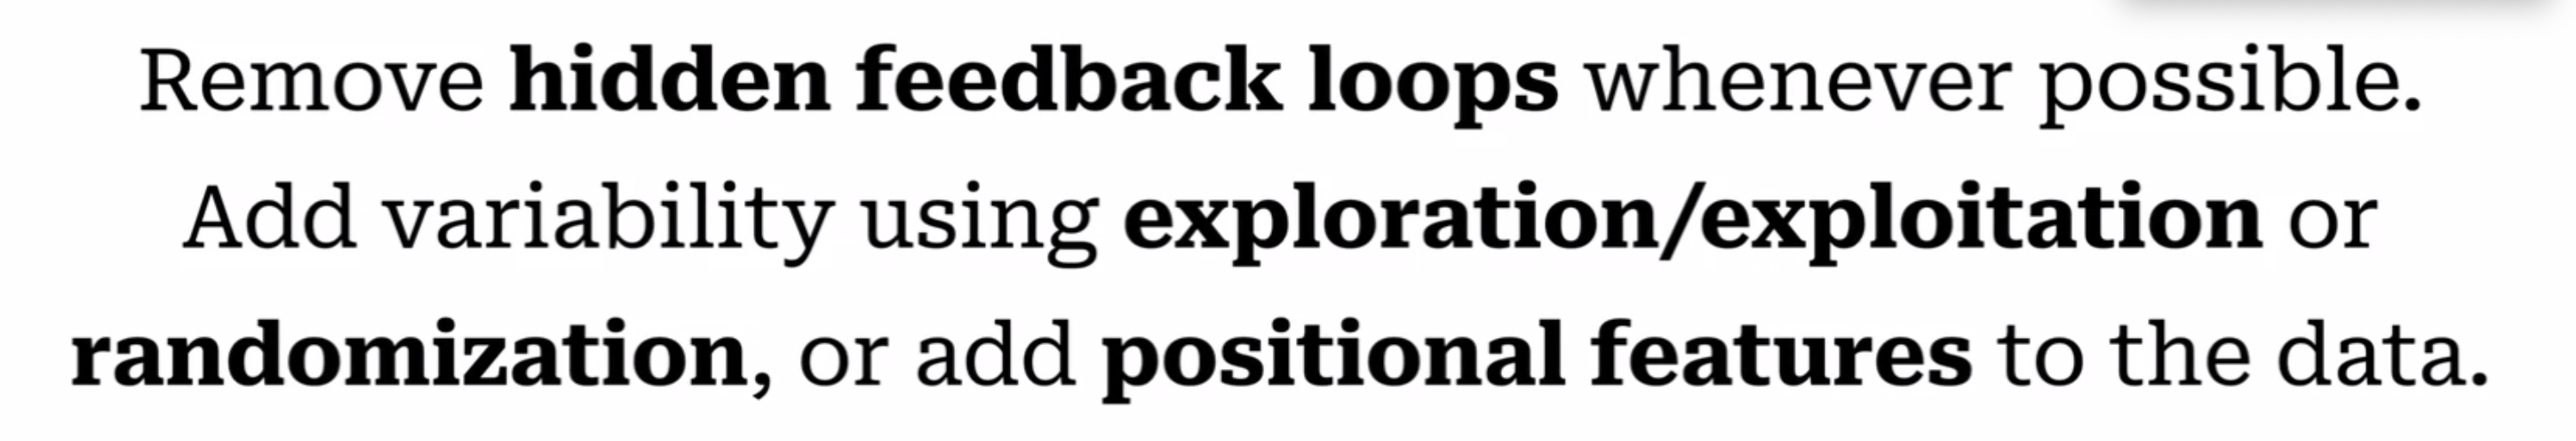 Remove hidden feedback loops whenever possible.
Add variability using exploration/exploitation or
randomization, or add positional features to the data.